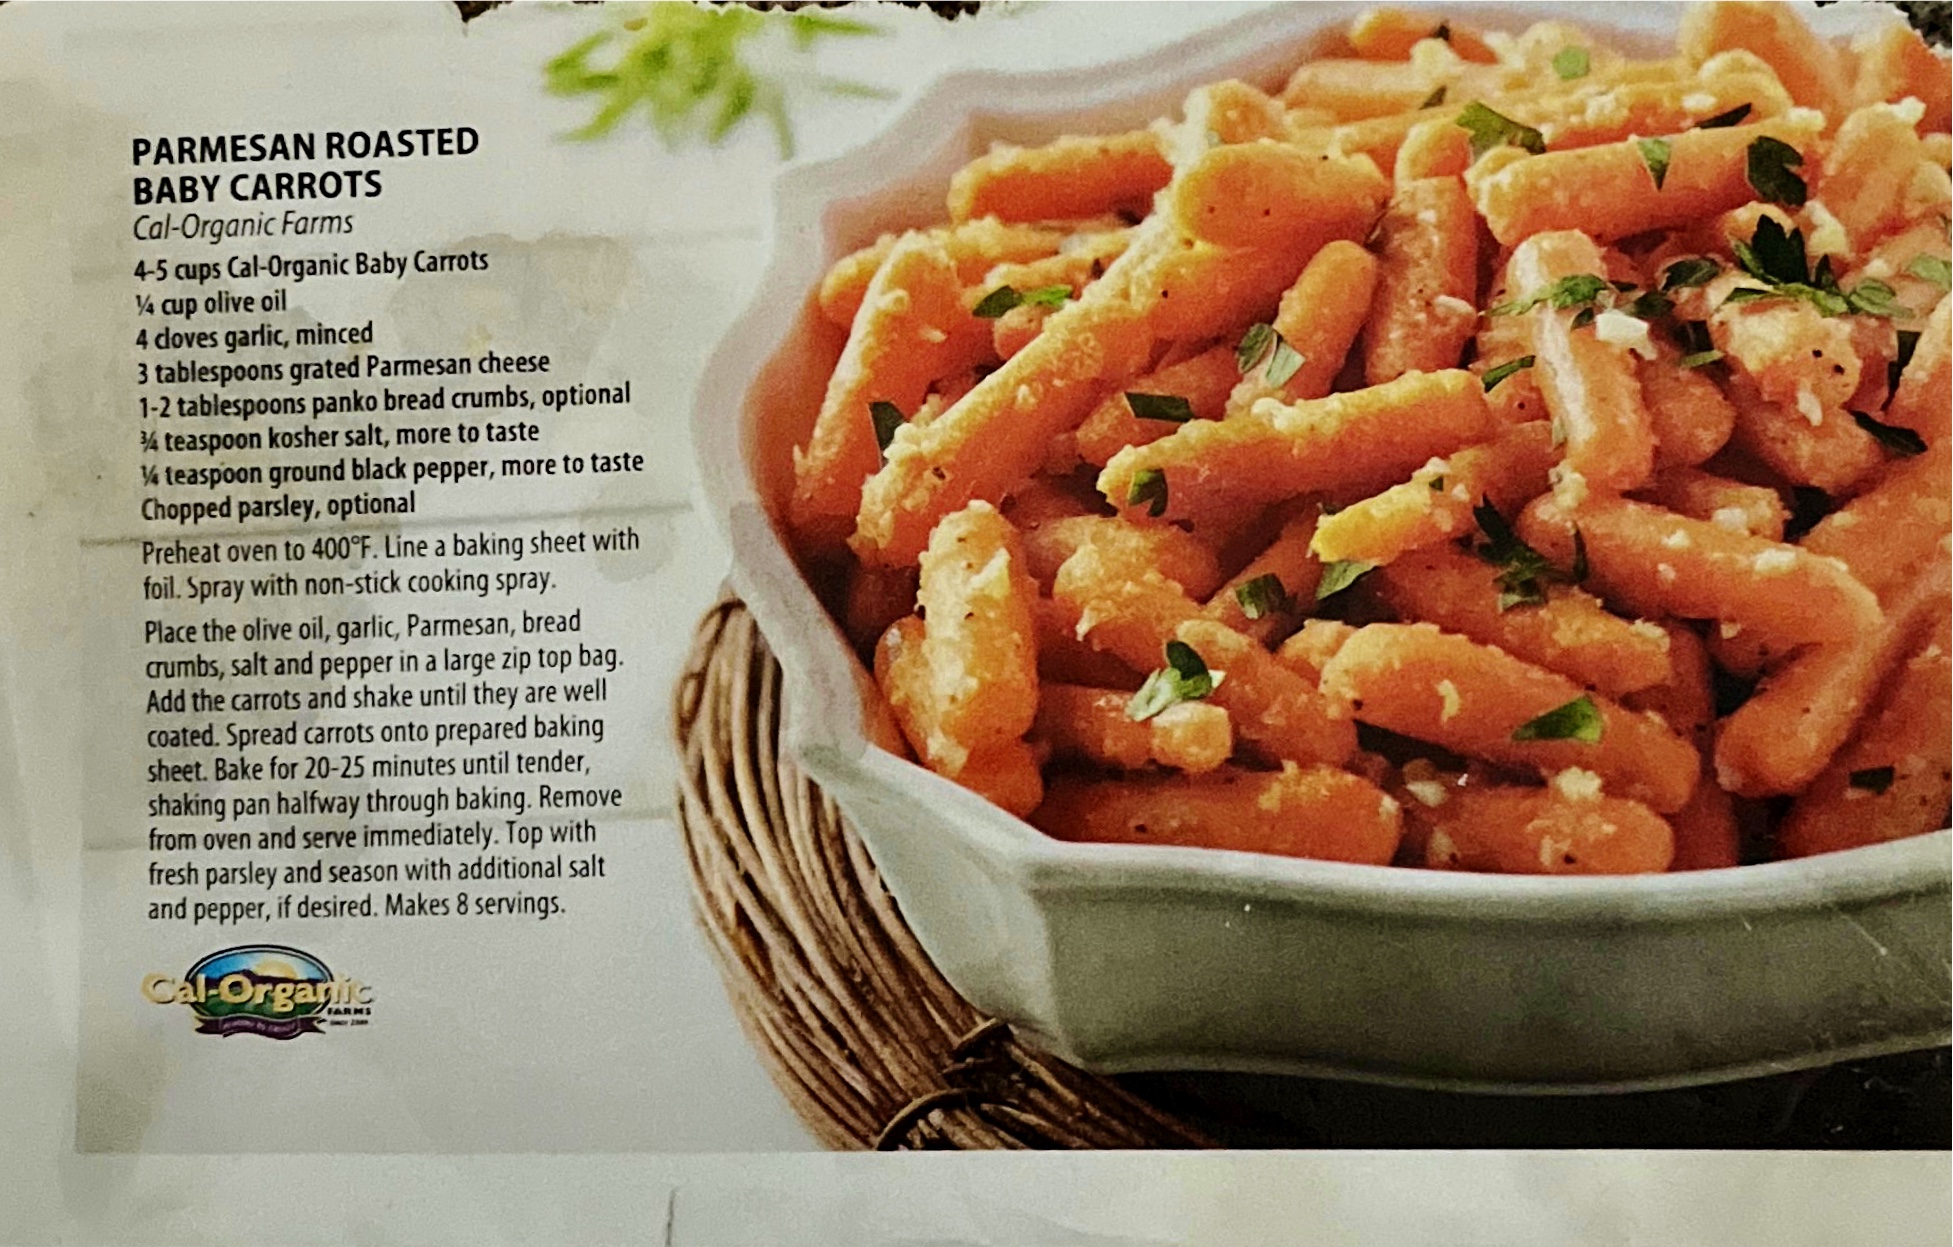 PARMESAN ROASTED
BABY CARROTS
Cal-Organic Farms
4-5 cups Cal-Organic Baby Carrots
¼ cup olive oil
4 cloves garlic, minced
3 tablespoons grated Parmesan cheese
1-2 tablespoons panko bread crumbs, optional
¾ teaspoon kosher salt, more to taste
¼ teaspoon ground black pepper, more to taste
Chopped parsley, optional
Preheat oven to 400°F. Line a baking sheet with
foil. Spray with non-stick cooking spray.
Place the olive oil, garlic, Parmesan, bread
crumbs, salt and pepper in a large zip top bag.
Add the carrots and shake until they are well
coated. Spread carrots onto prepared baking
sheet. Bake for 20-25 minutes until tender,
shaking pan halfway through baking. Remove
from oven and serve immediately. Top with
fresh parsley and season with additional salt
and pepper, if desired. Makes 8 servings.
Cal-Organic
FARMS